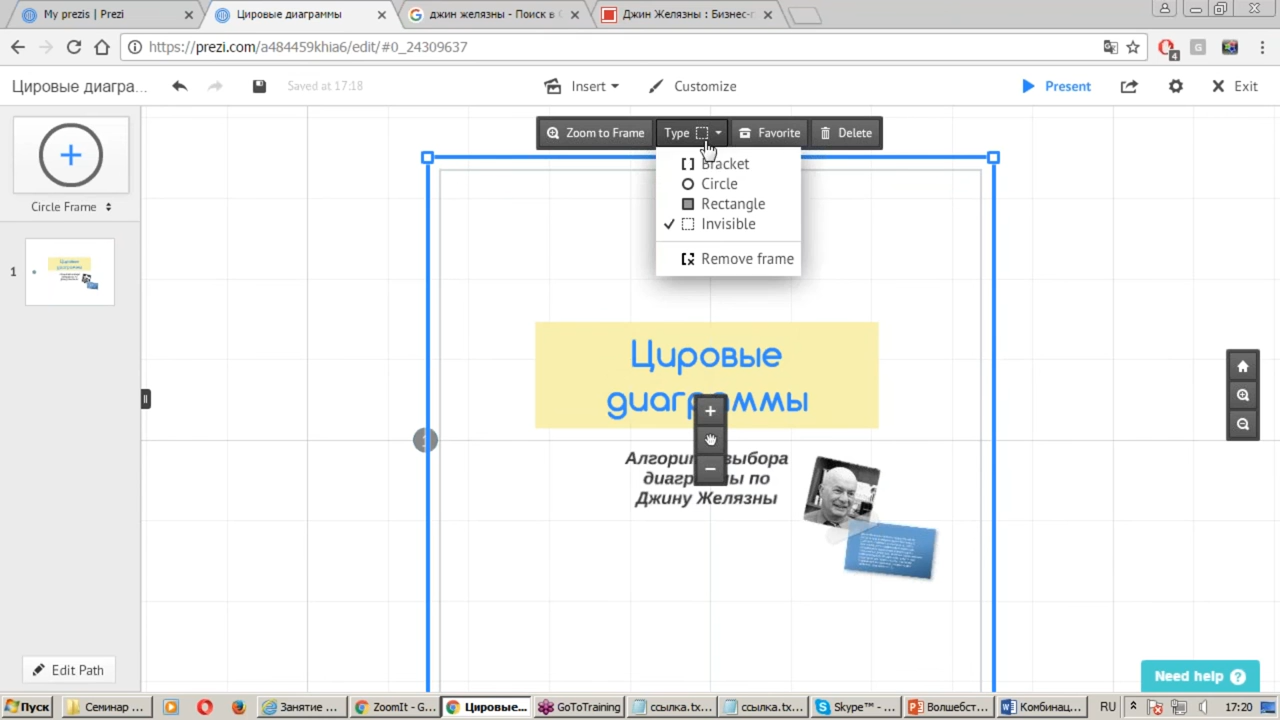 My prezis | Prezi
Цировые диаграммы
джин желязны - Поиск в G
Джин Желязны : Бизнес-г
https://prezi.com/a484459khia6/edit/#0_24309637
4
Цировые диагра...
Saved at 17:18
Insert
Customize
Present
Exit
Zoom to Frame
Type
Favorite
Delete
Bracket
Circle
Rectangle
Invisible
Remove frame
Circle Frame
1
Цировые
диаграммы
Алгоритм выбора
диаграммы по
Джину Желязны
Edit Path
Need help ?
Пуск
Семинар ...
Занятие ...
ZoomIt - G...
Цировые...
GoToTraining
ссылка.tx...
ссылка.tx...
Skype™ - ...
Волшебст...
Комбинац...
RU
17:20